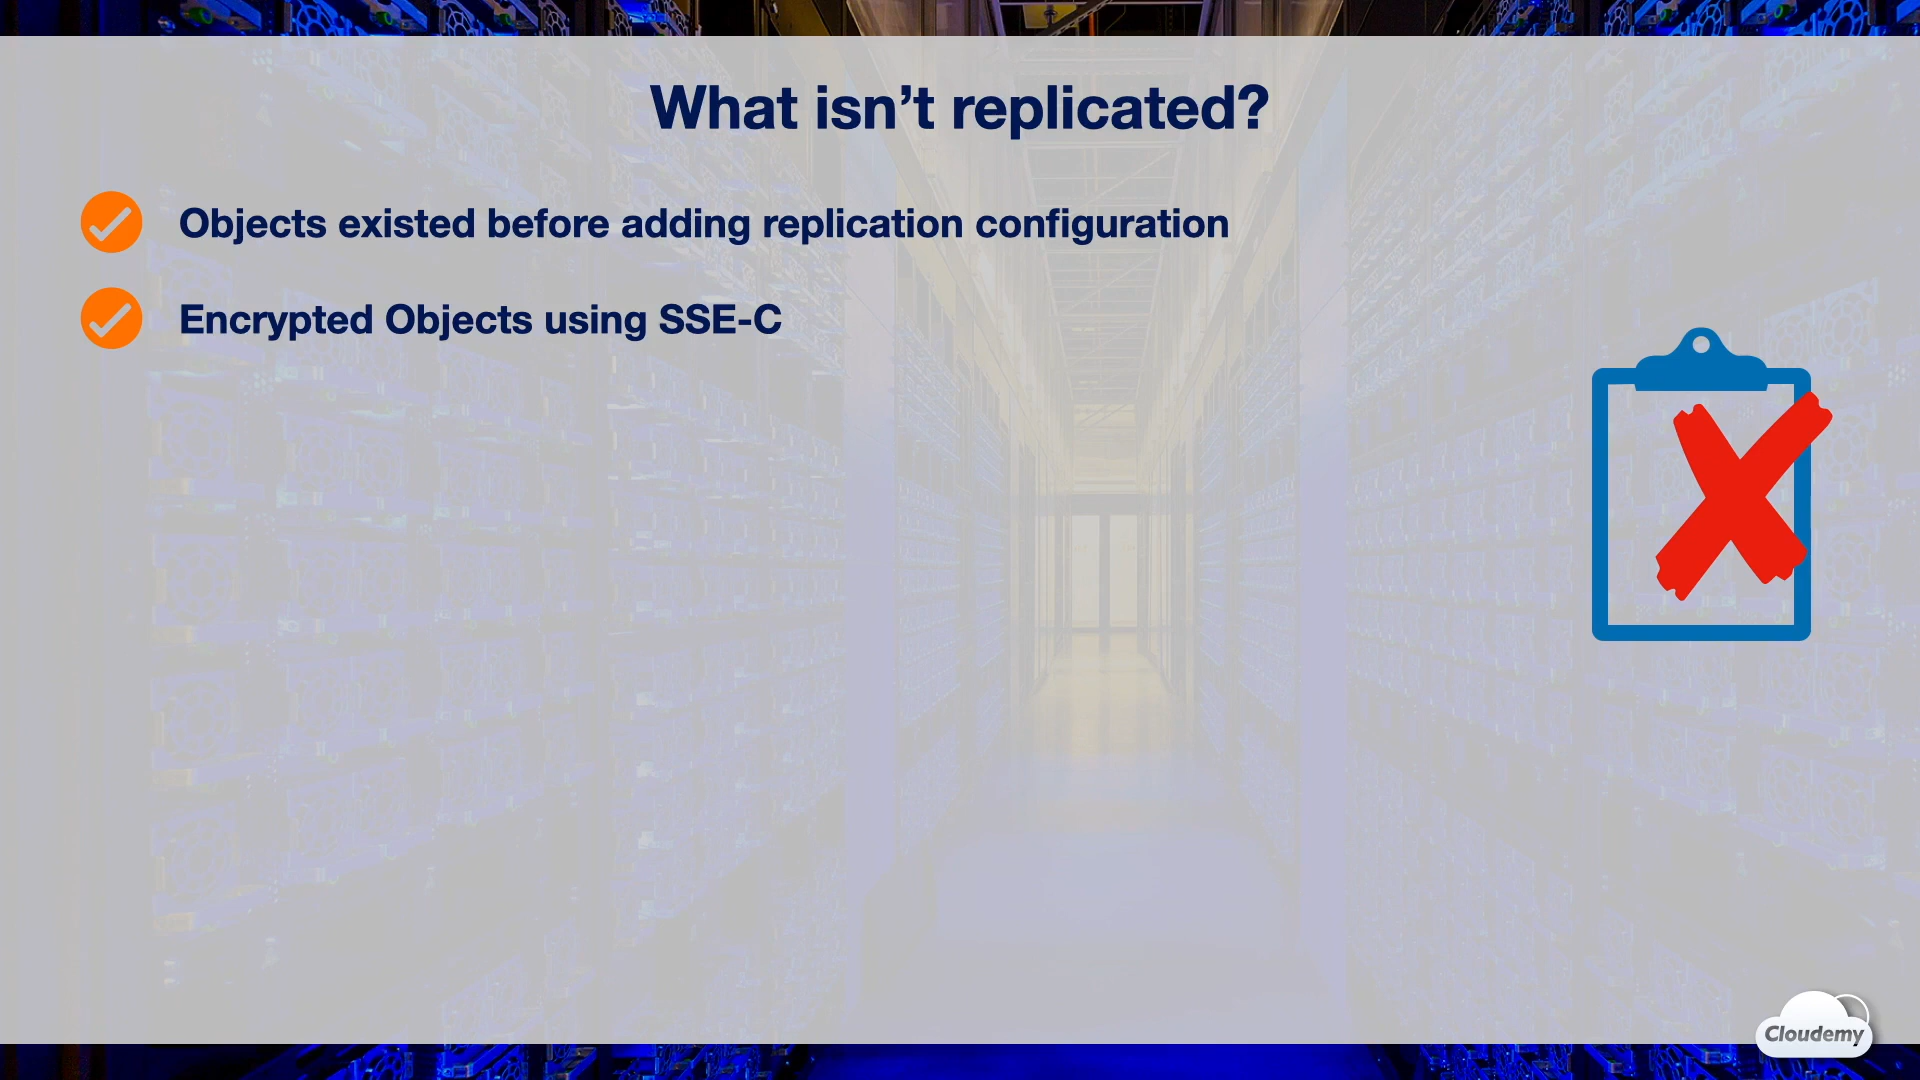 What isn’t replicated?
Objects existed before adding replication configuration
Encrypted Objects using SSE-C
Cloudemy